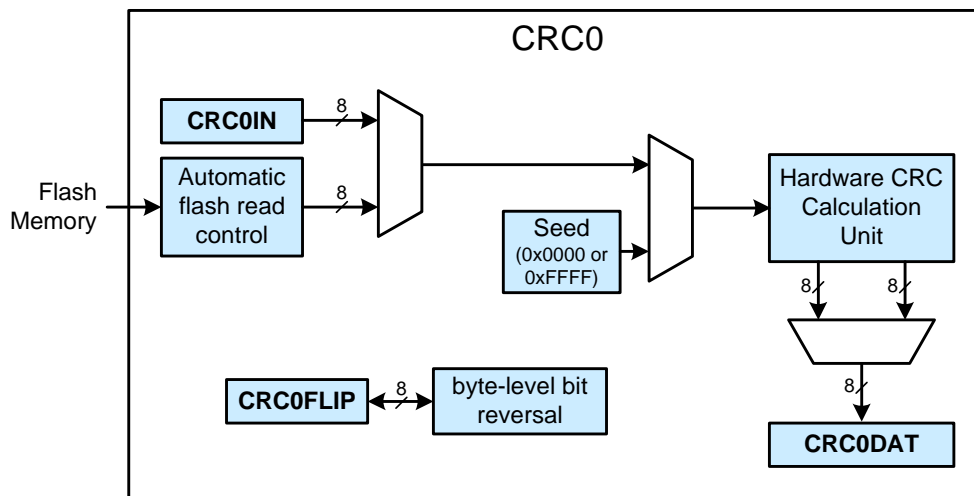 CRC0
CRC0IN
8
Automatic
flash read
control
8
Flash
Memory
Seed
(0x0000 or
0xFFFF)
Hardware CRC
Calculation
Unit
8
8
8
CRC0FLIP
8
byte-level bit
reversal
CRC0DAT